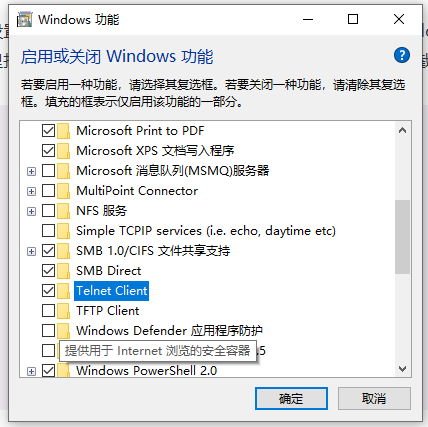 Windows 功能
启用或关闭 Windows 功能
若要启用一种功能，请选择其复选框。若要关闭一种功能，请清除其复选
框。填充的框表示仅启用该功能的一部分。
Microsoft Print to PDF
Microsoft XPS 文档写入程序
Microsoft 消息队列(MSMQ)服务器
MultiPoint Connector
NFS 服务
Simple TCPIP services (i.e. echo, daytime etc)
SMB 1.0/CIFS 文件共享支持
SMB Direct
Telnet Client
TFTP Client
Windows Defender 应用程序防护
提供用于 Internet 浏览的安全容器
Windows PowerShell 2.0
确定
取消